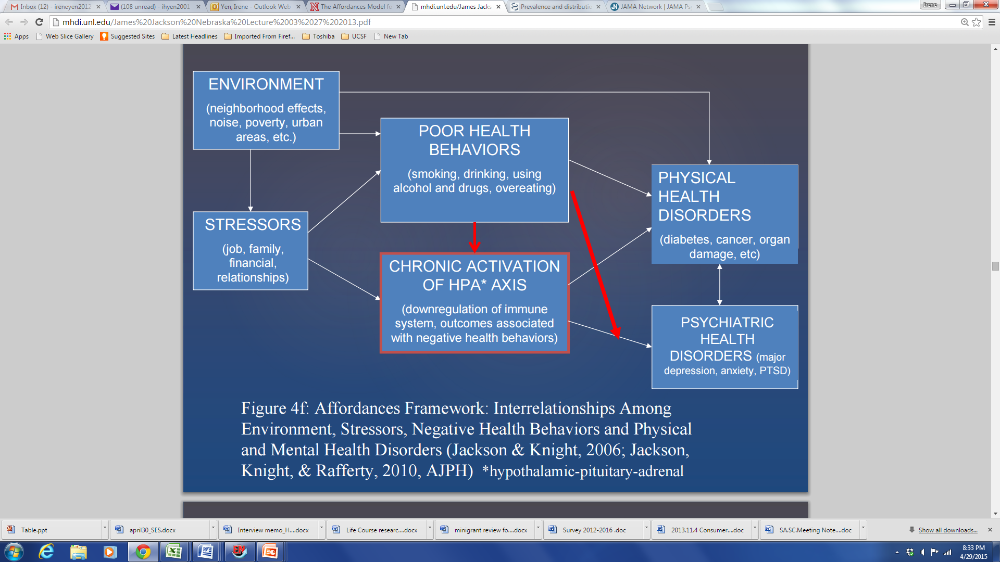 Inbox (12) - ireneyen2012
(108 unread) - ihyen2001
Yen, Irene - Outlook Web
The Affordances Model fo
mhdi.unl.edu/James Jacks
Prevalence and distributio
JAMA Network | JAMA Psy
Irene
mhdi.unl.edu/James%20Jackson%20Nebraska%20Lecture%2003%2027%202013.pdf
Apps
Web Slice Gallery
Suggested Sites
Latest Headlines
Imported From Firef...
Toshiba
UCSF
New Tab
ENVIRONMENT
(neighborhood effects,
noise, poverty, urban
areas, etc.)
POOR HEALTH
BEHAVIORS
(smoking, drinking, using
alcohol and drugs, overeating)
PHYSICAL
HEALTH
DISORDERS
(diabetes, cancer, organ
damage, etc)
STRESSORS
(job, family,
financial,
relationships)
CHRONIC ACTIVATION
OF HPA* AXIS
(downregulation of immune
system, outcomes associated
with negative health behaviors)
PSYCHIATRIC
HEALTH
DISORDERS (major
depression, anxiety, PTSD)
Figure 4f: Affordances Framework: Interrelationships Among
Environment, Stressors, Negative Health Behaviors and Physical
and Mental Health Disorders (Jackson & Knight, 2006; Jackson,
Knight, & Rafferty, 2010, AJPH) *hypothalamic-pituitary-adrenal
Table.ppt
april30_SES.docx
Interview memo_H....docx
Life Course researc....docx
minigrant review fo....docx
Survey 2012-2016 .doc
2013.11.4 Consumer....doc
SA.SC.Meeting Note....doc
Show all downloads...
EN
8:33 PM
4/29/2015